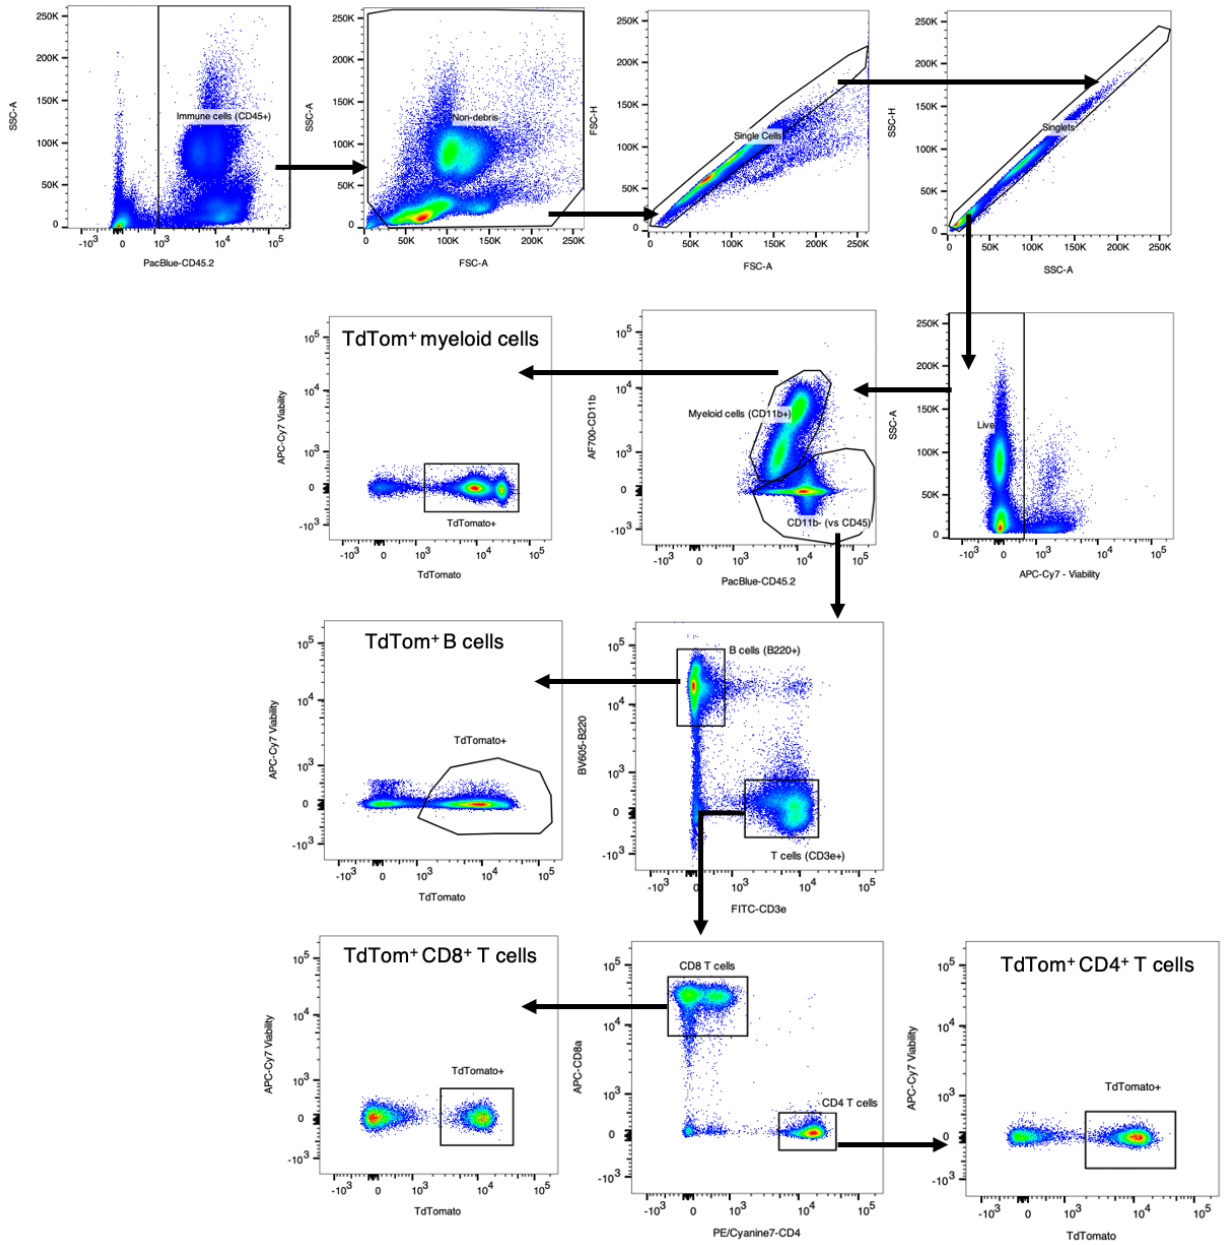 250K
200K
150K
100K
50K
0
SSC-A
Immune cells (CD45+)
-10³ 0 10³ 10⁴ 10⁵
PacBlue-CD45.2
250K
200K
150K
100K
50K
0
SSC-A
Non-debris
0 50K 100K 150K 200K 250K
FSC-A
250K
200K
150K
100K
50K
0
FSC-H
Single Cells
0 50K 100K 150K 200K 250K
FSC-A
250K
200K
150K
100K
50K
0
SSC-H
Singlets
0 50K 100K 150K 200K 250K
SSC-A
TdTom⁺ myeloid cells
10⁵
10⁴
10³
0
-10³
APC-Cy7 Viability
TdTomato+
-10³ 0 10³ 10⁴ 10⁵
TdTomato
10⁵
10⁴
10³
0
-10³
AF700-CD11b
Myeloid cells (CD11b+)
CD11b- (vs CD45)
-10³ 0 10³ 10⁴ 10⁵
PacBlue-CD45.2
250K
200K
150K
100K
50K
0
SSC-A
Live
-10³ 0 10³ 10⁴ 10⁵
APC-Cy7 - Viability
TdTom⁺ B cells
10⁵
10⁴
10³
0
-10³
APC-Cy7 Viability
TdTomato+
-10³ 0 10³ 10⁴ 10⁵
TdTomato
10⁵
10⁴
10³
0
-10³
BV605-B220
B cells (B220+)
T cells (CD3e+)
-10³ 0 10³ 10⁴ 10⁵
FITC-CD3e
TdTom⁺ CD8⁺ T cells
10⁵
10⁴
10³
0
-10³
APC-Cy7 Viability
TdTomato+
-10³ 0 10³ 10⁴ 10⁵
TdTomato
10⁵
10⁴
10³
0
-10³
APC-CD8a
CD8 T cells
CD4 T cells
-10³ 0 10³ 10⁴ 10⁵
PE/Cyanine7-CD4
TdTom⁺ CD4⁺ T cells
10⁵
10⁴
10³
0
-10³
APC-Cy7 Viability
TdTomato+
-10³ 0 10³ 10⁴ 10⁵
TdTomato